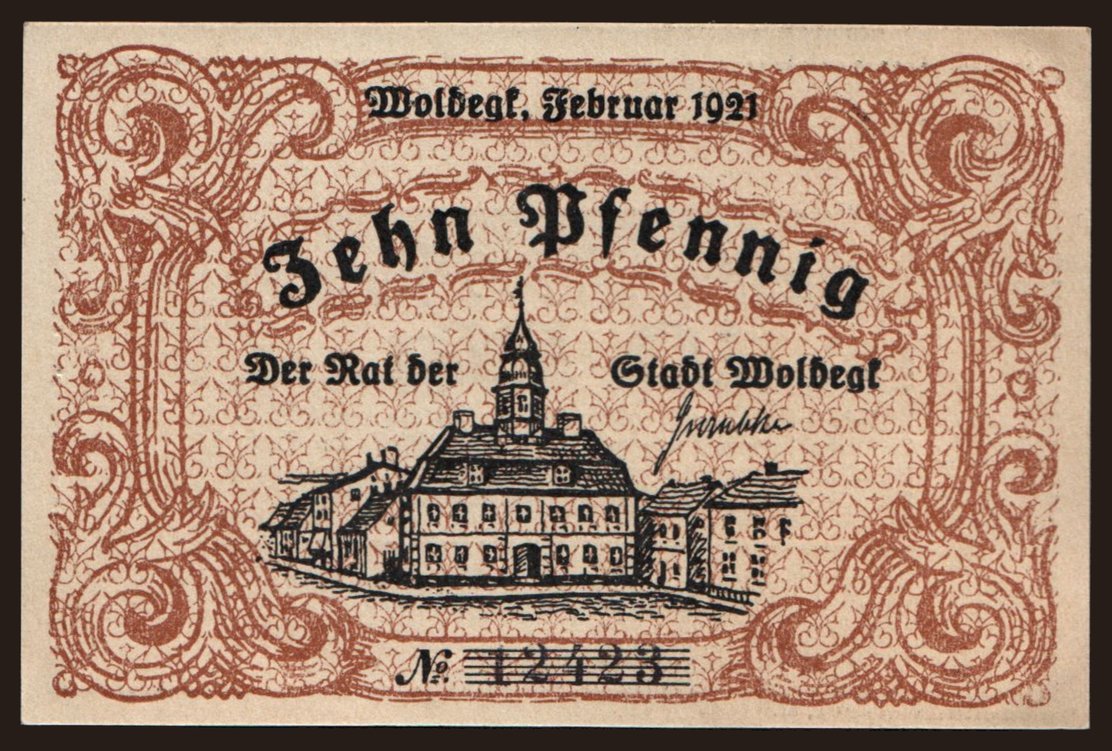 Woldegk, Februar 1921
Zehn Pfennig
Der Rat der Stadt Woldegk
No. 12423